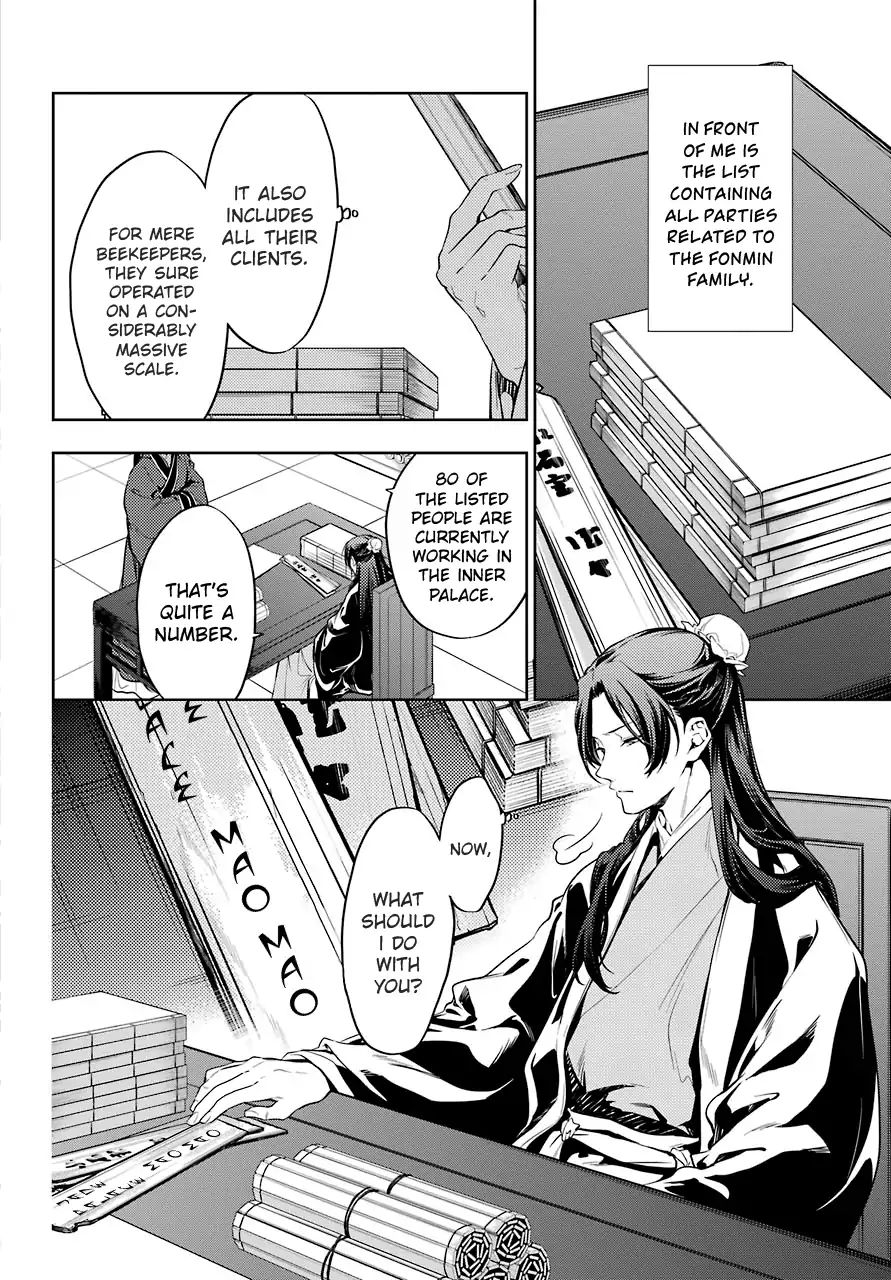 IN FRONT
OF ME IS
THE LIST
CONTAINING
ALL PARTIES
RELATED TO
THE FONMIN
FAMILY.
IT ALSO
INCLUDES
ALL THEIR
CLIENTS.
FOR MERE
BEEKEEPERS,
THEY SURE
OPERATED
ON A CON-
SIDERABLY
MASSIVE
SCALE.
80 OF
THE LISTED
PEOPLE ARE
CURRENTLY
WORKING IN
THE INNER
PALACE.
THAT'S
QUITE A
NUMBER.
NOW,
WHAT
SHOULD
I DO
WITH
YOU?
MAO MAO
MAO MAO